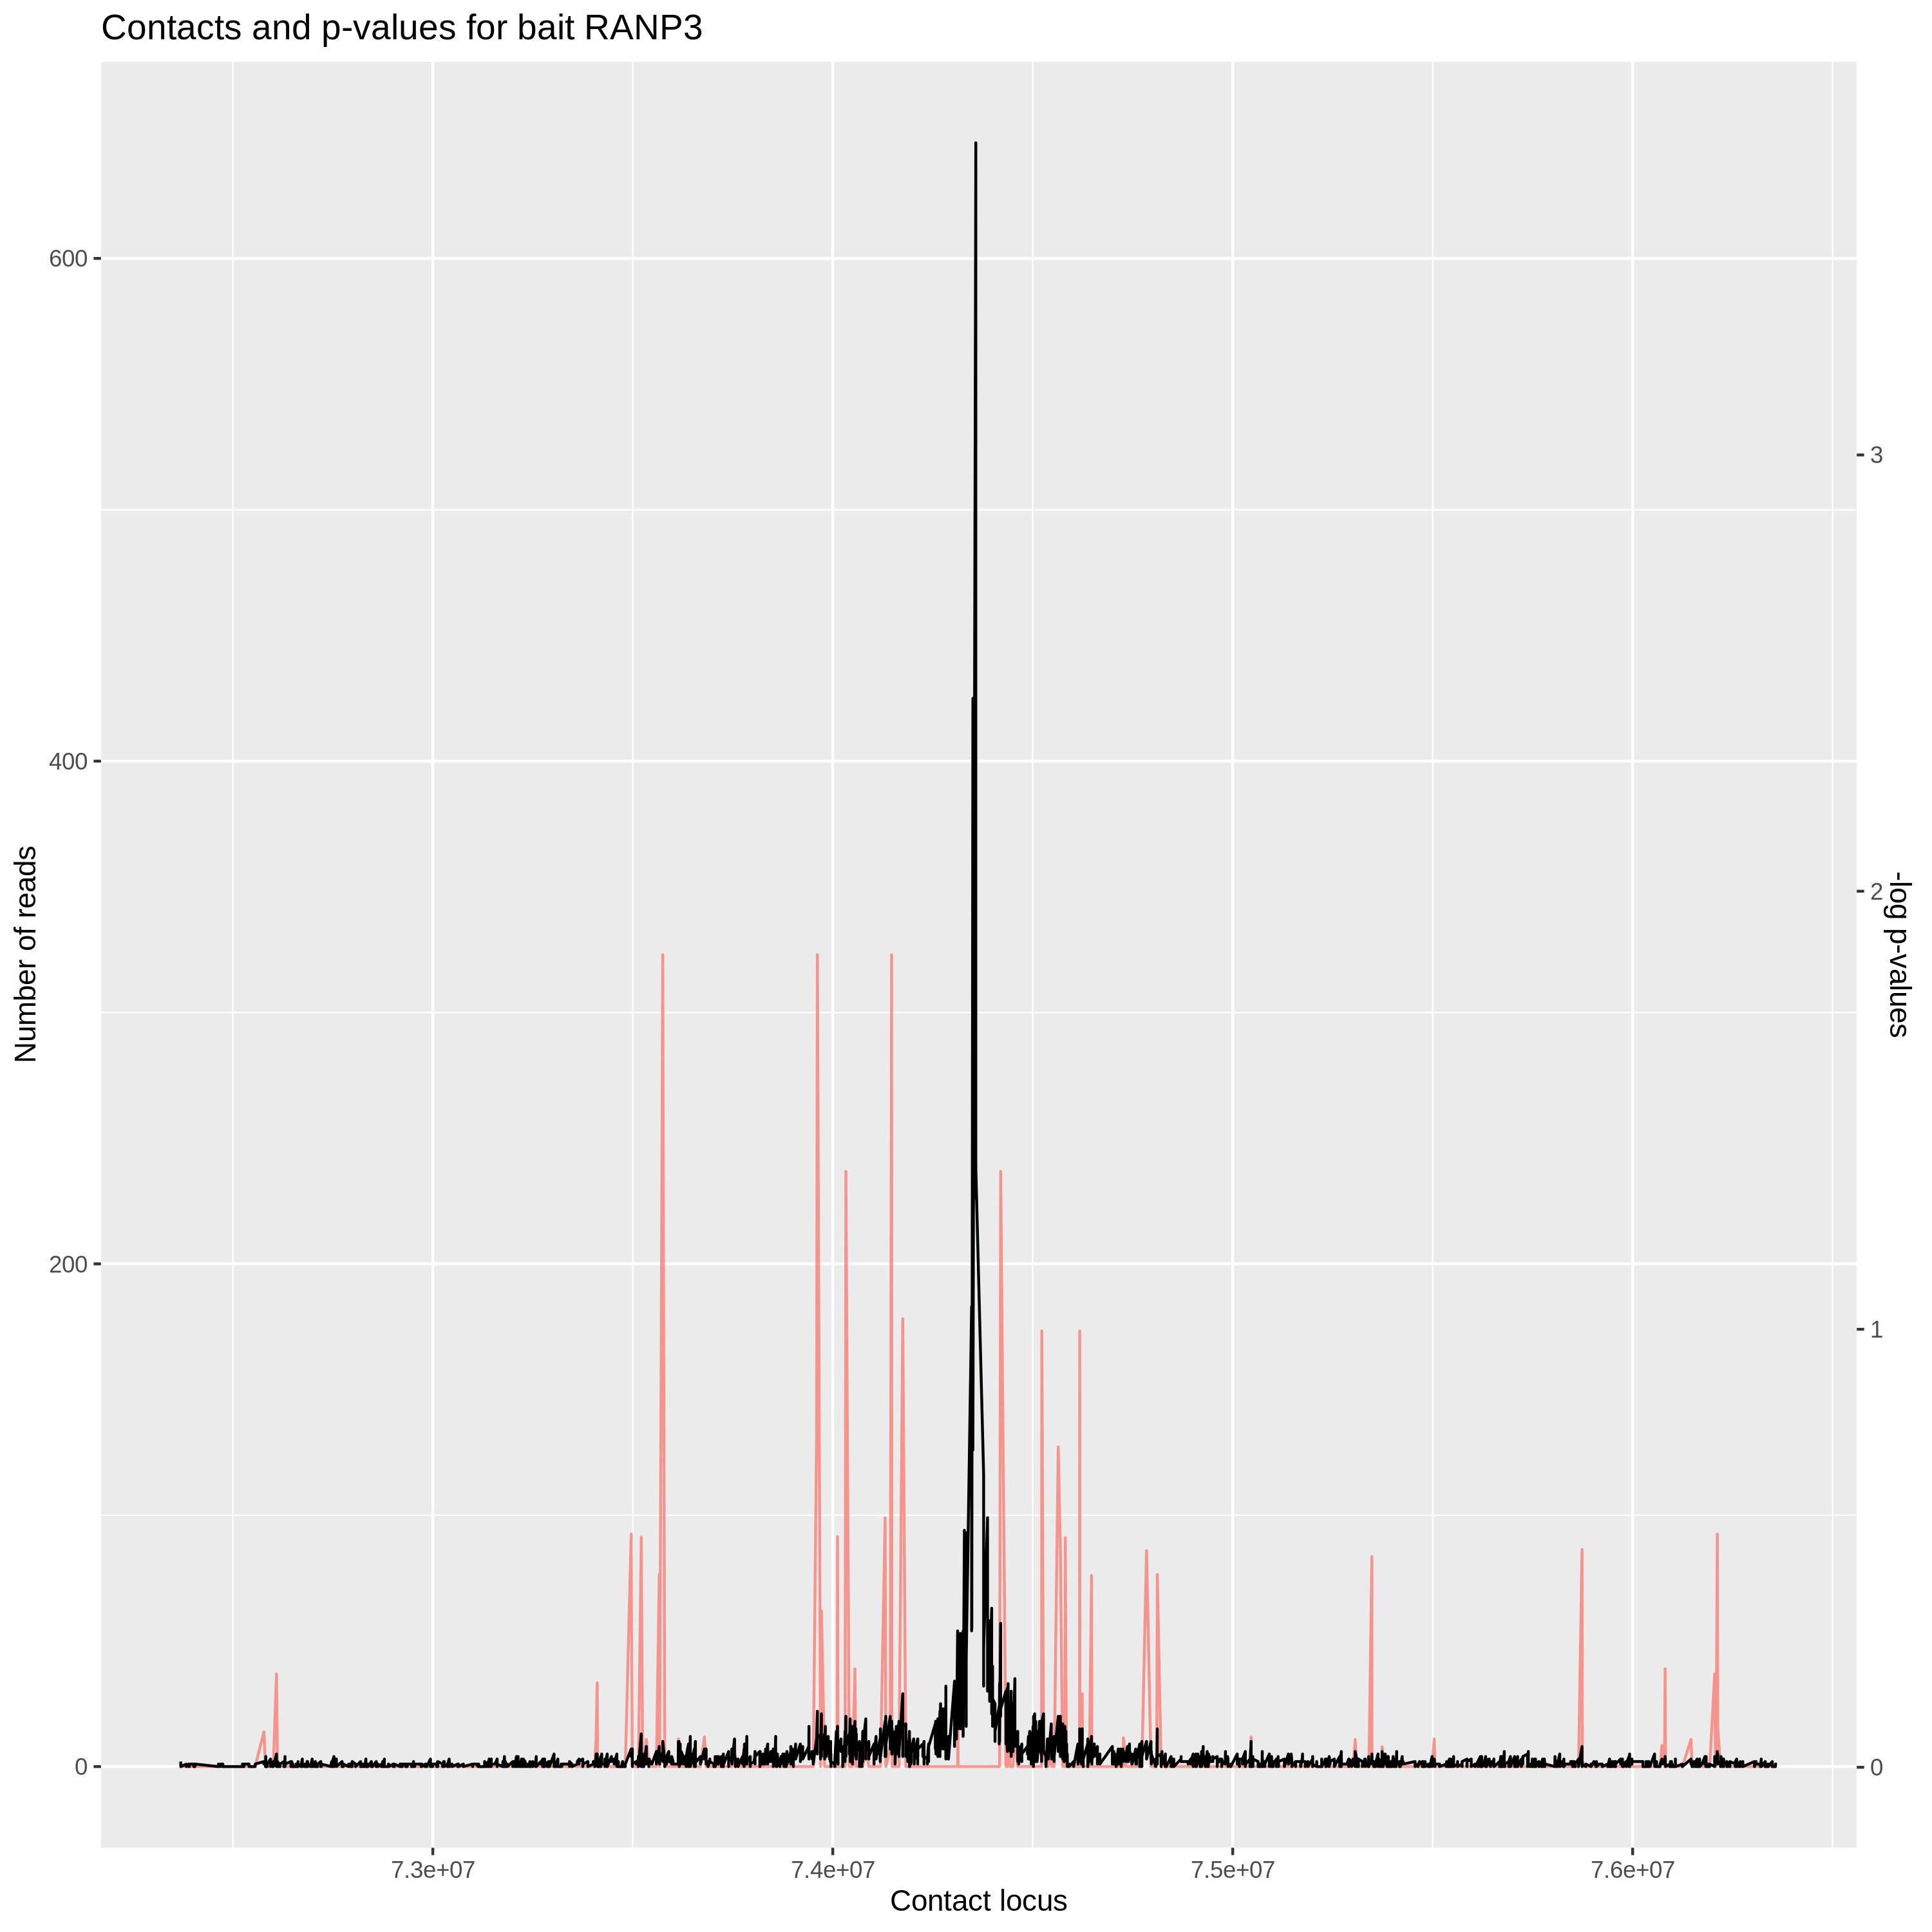 Contacts and p-values for bait RANP3
600
400
200
0
3
2
1
0
Number of reads
-log p-values
7.3e+07
7.4e+07
7.5e+07
7.6e+07
Contact locus